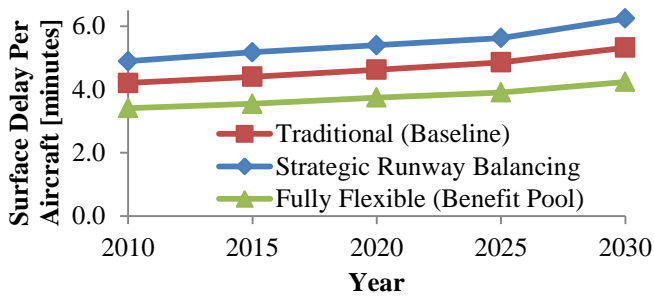 Surface Delay Per
Aircraft [minutes]
6.0
4.0
2.0
0.0
Traditional (Baseline)
Strategic Runway Balancing
Fully Flexible (Benefit Pool)
2010 2015 2020 2025 2030
Year